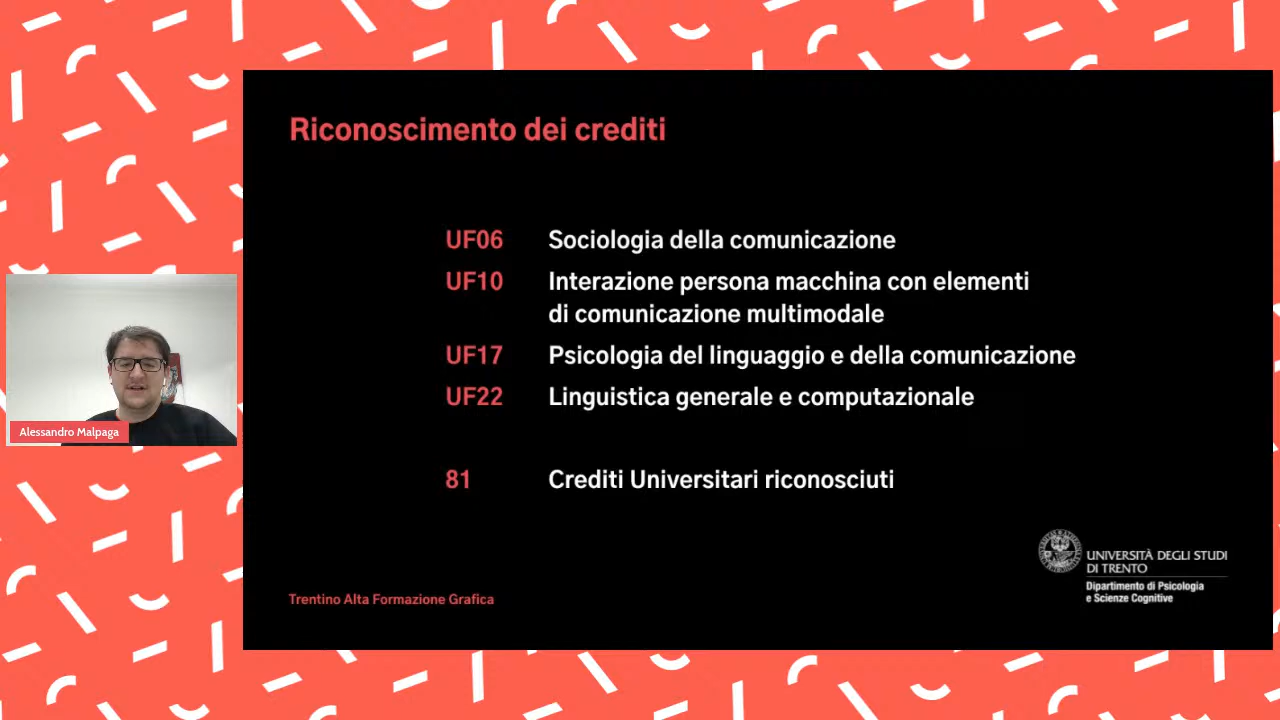 Riconoscimento dei crediti
UF06 Sociologia della comunicazione
UF10 Interazione persona macchina con elementi
di comunicazione multimodale
UF17 Psicologia del linguaggio e della comunicazione
UF22 Linguistica generale e computazionale
81 Crediti Universitari riconosciuti
Alessandro Malpaga
UNIVERSITÀ DEGLI STUDI
DI TRENTO
Dipartimento di Psicologia
e Scienze Cognitive
Trentino Alta Formazione Grafica